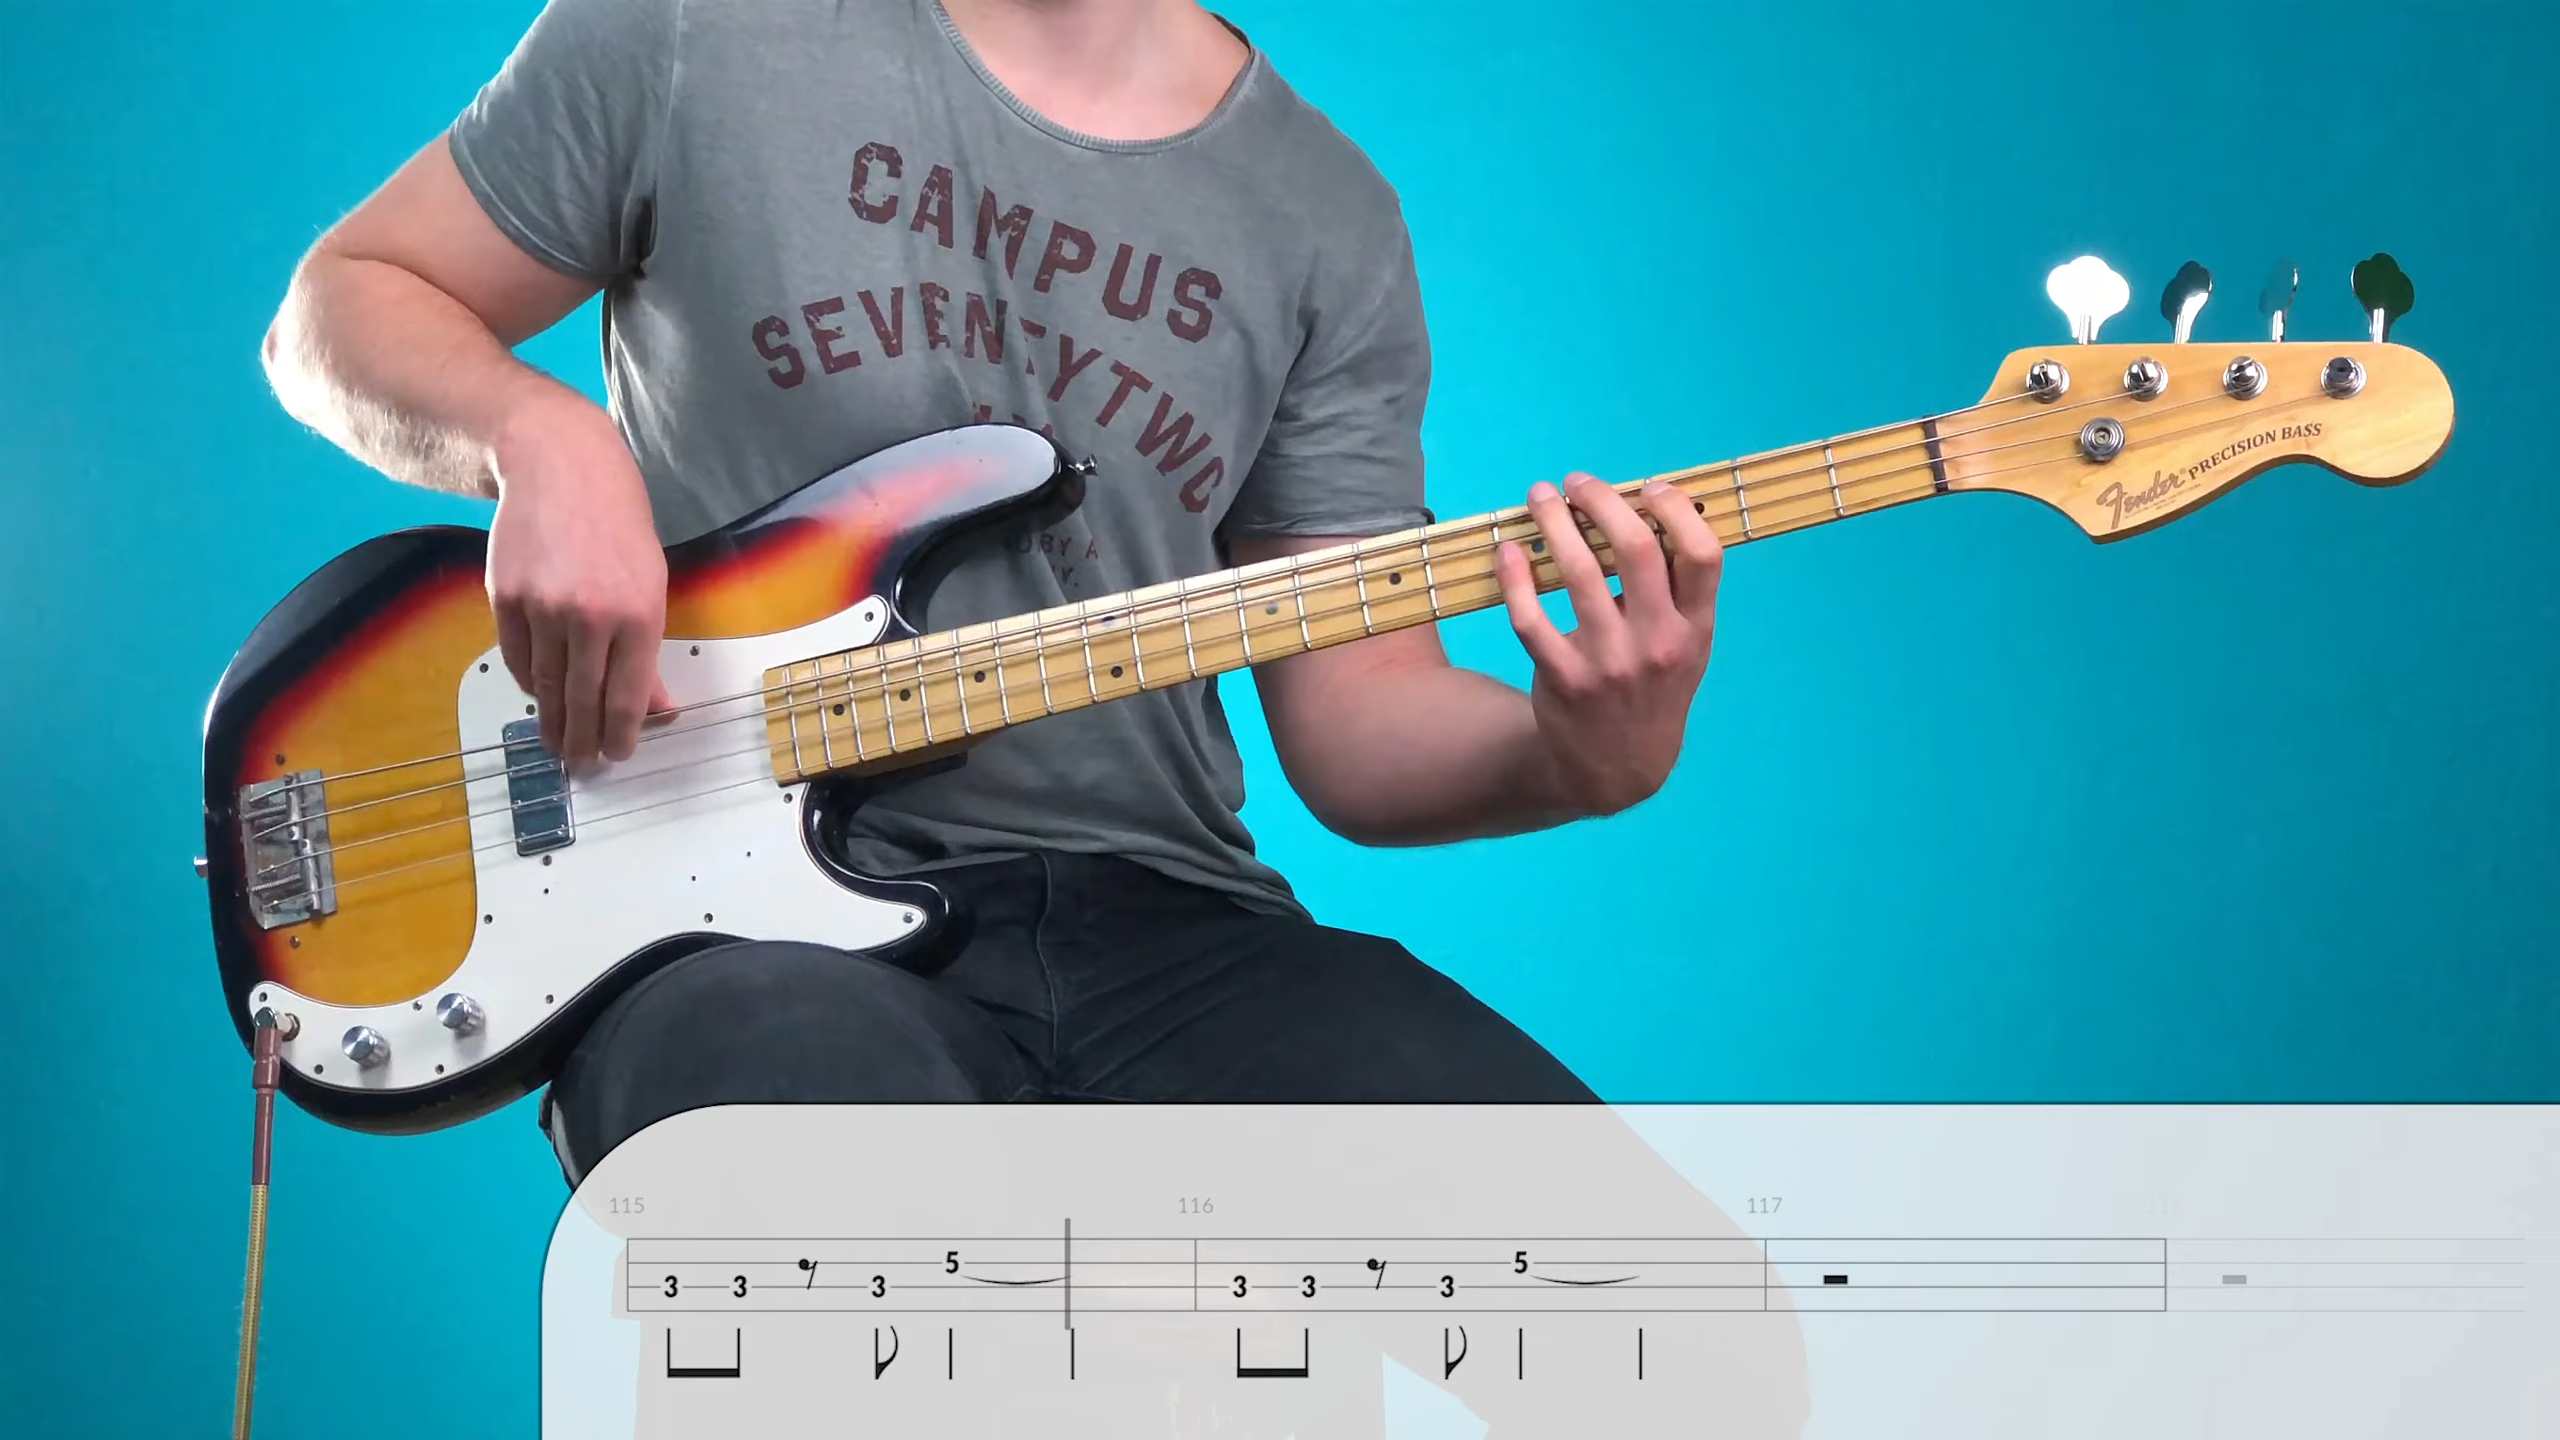 CAMPUS
SEVENTYTWO
Fender PRECISION BASS
115 116 117
5 5
3 3 3 3 3 3